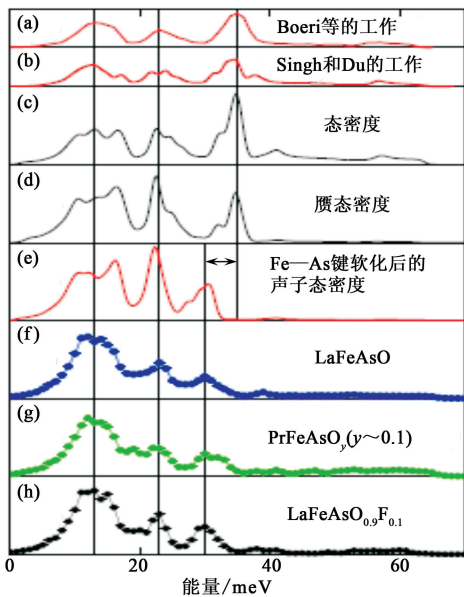 (a)
Boeri等的工作
(b)
Singh和Du的工作
(c)
态密度
(d)
赝态密度
(e)
Fe—As键软化后的
声子态密度
(f)
LaFeAsO
(g)
PrFeAsOy(y～0.1)
(h)
LaFeAsO0.9F0.1
0 20 40 60
能量/meV